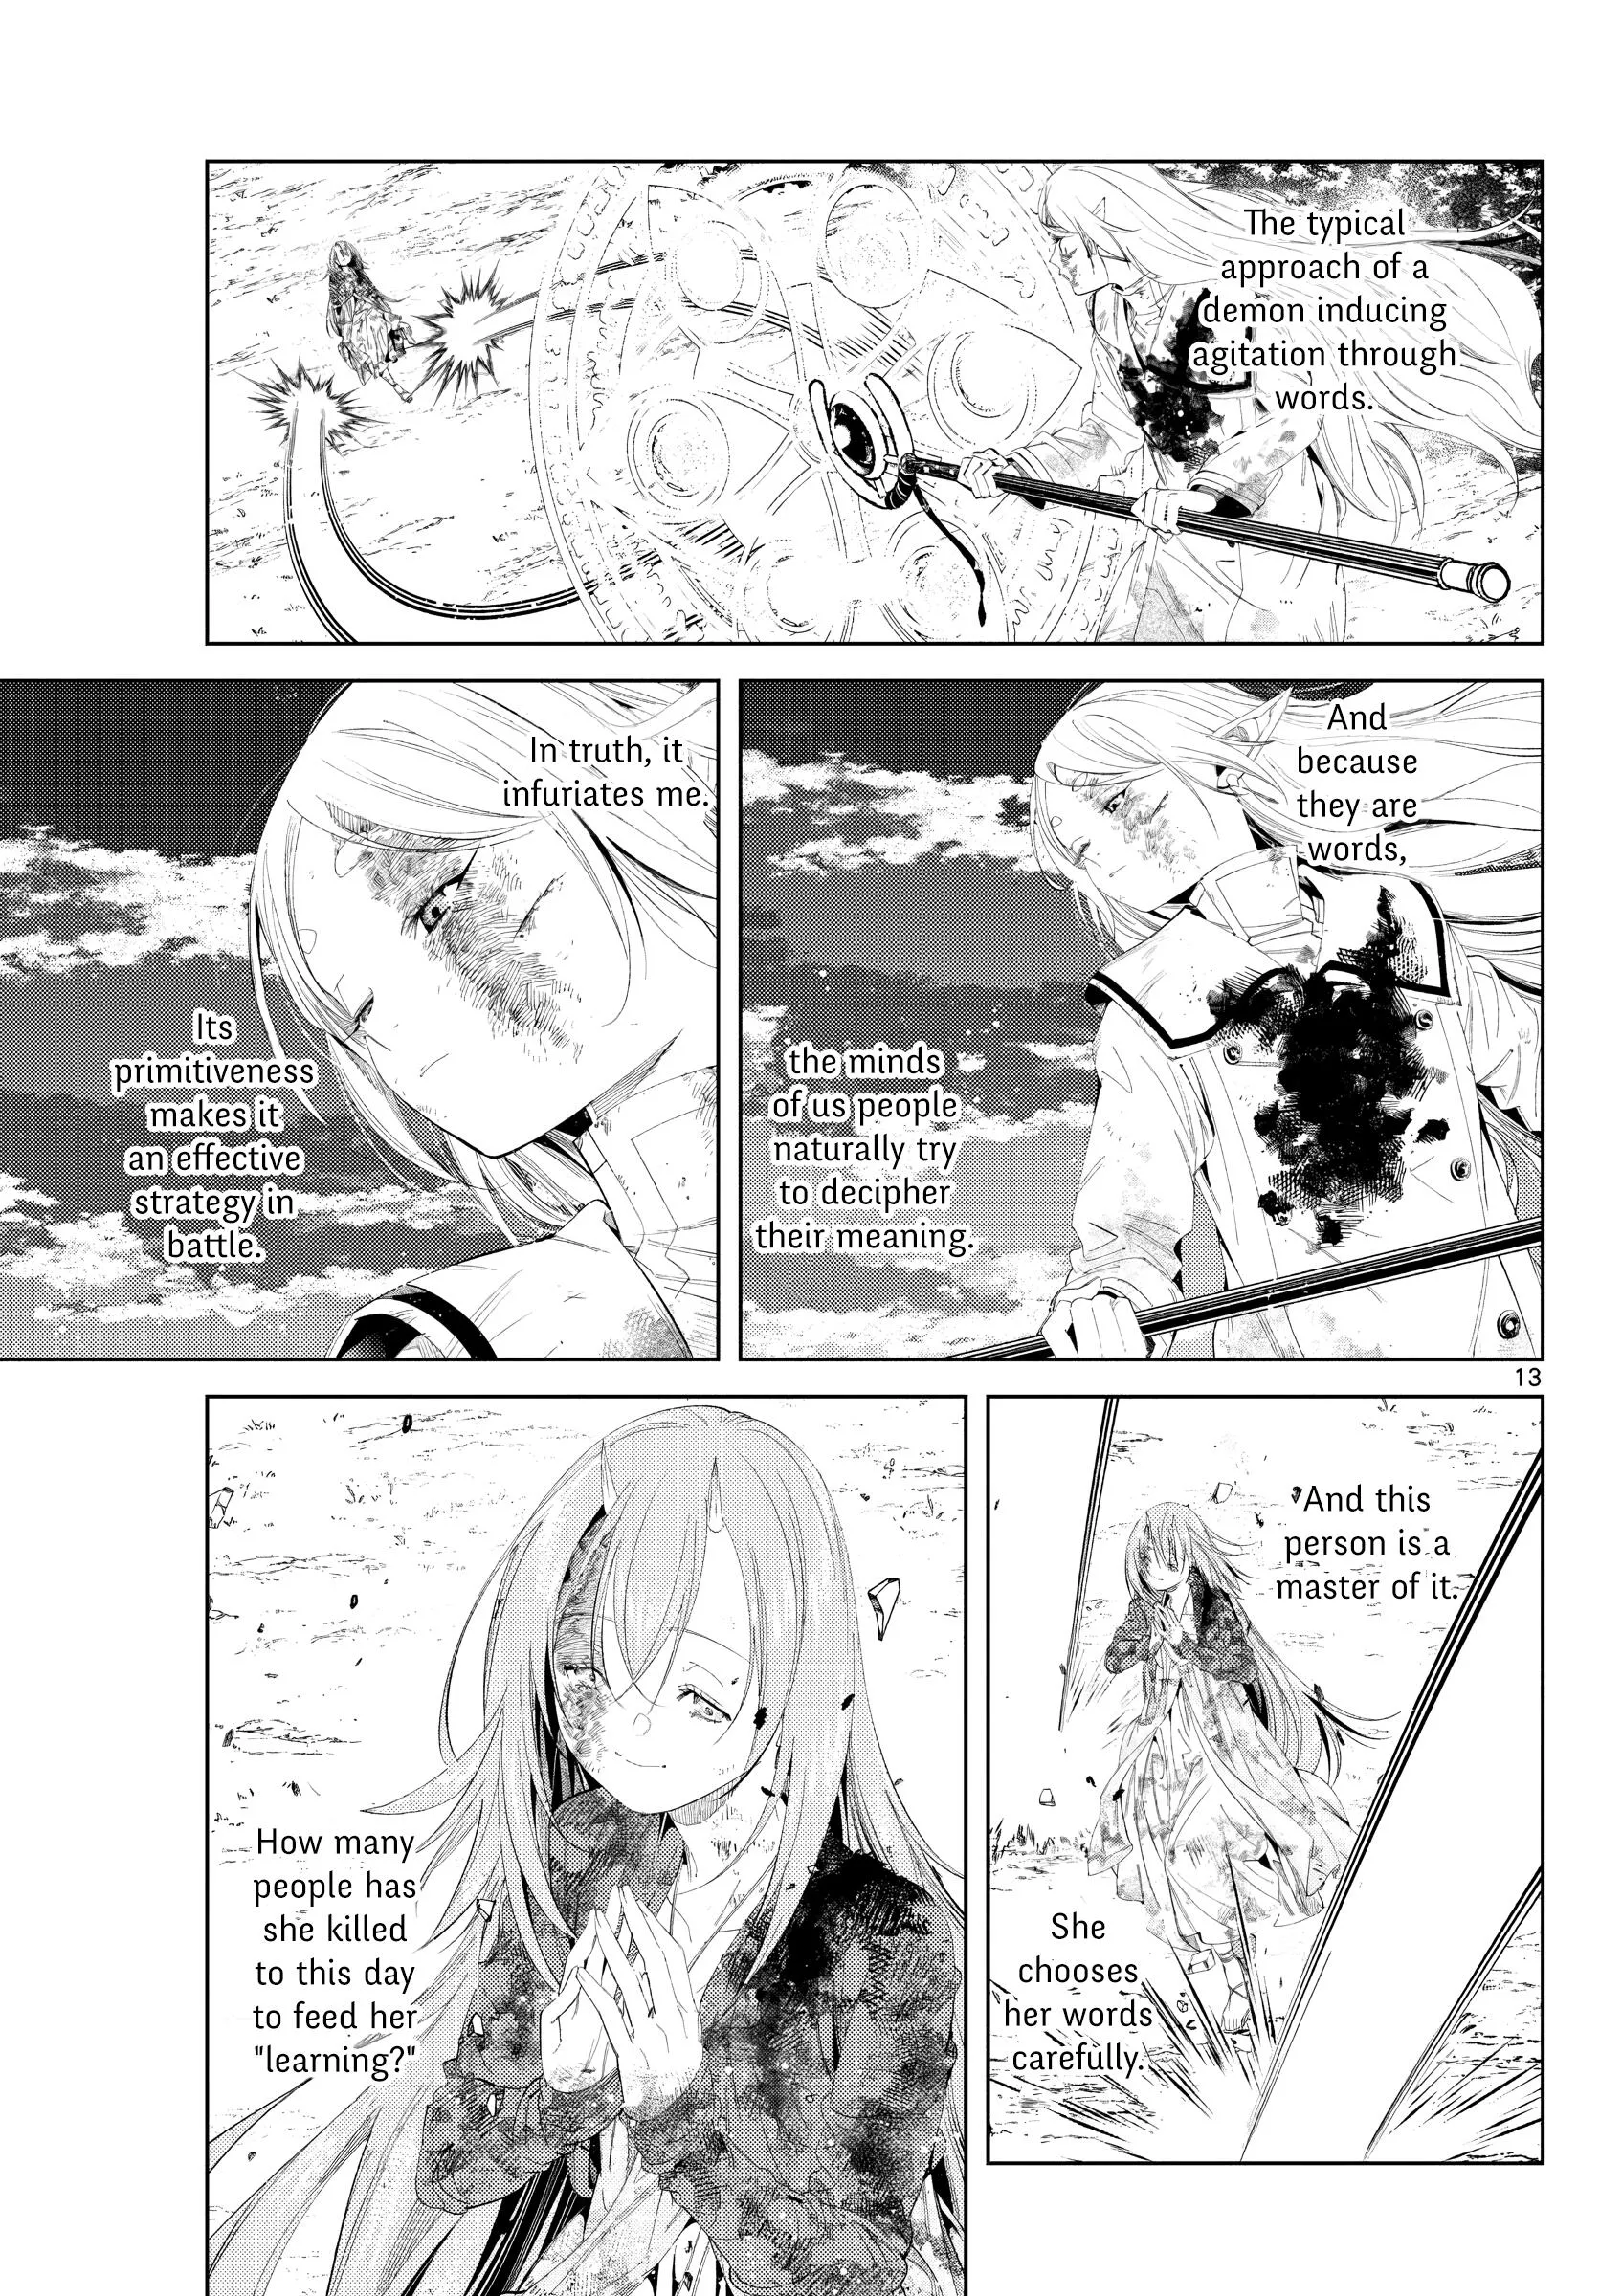 The typical
approach of a
demon inducing
agitation through
words.
And
because
they are
words,
the minds
of us people
naturally try
to decipher
their meaning.
In truth, it
infuriates me.
Its
primitiveness
makes it
an effective
strategy in
battle.
13
And this
person is a
master of it.
She
chooses
her words
carefully.
How many
people has
she killed
to this day
to feed her
"learning?"